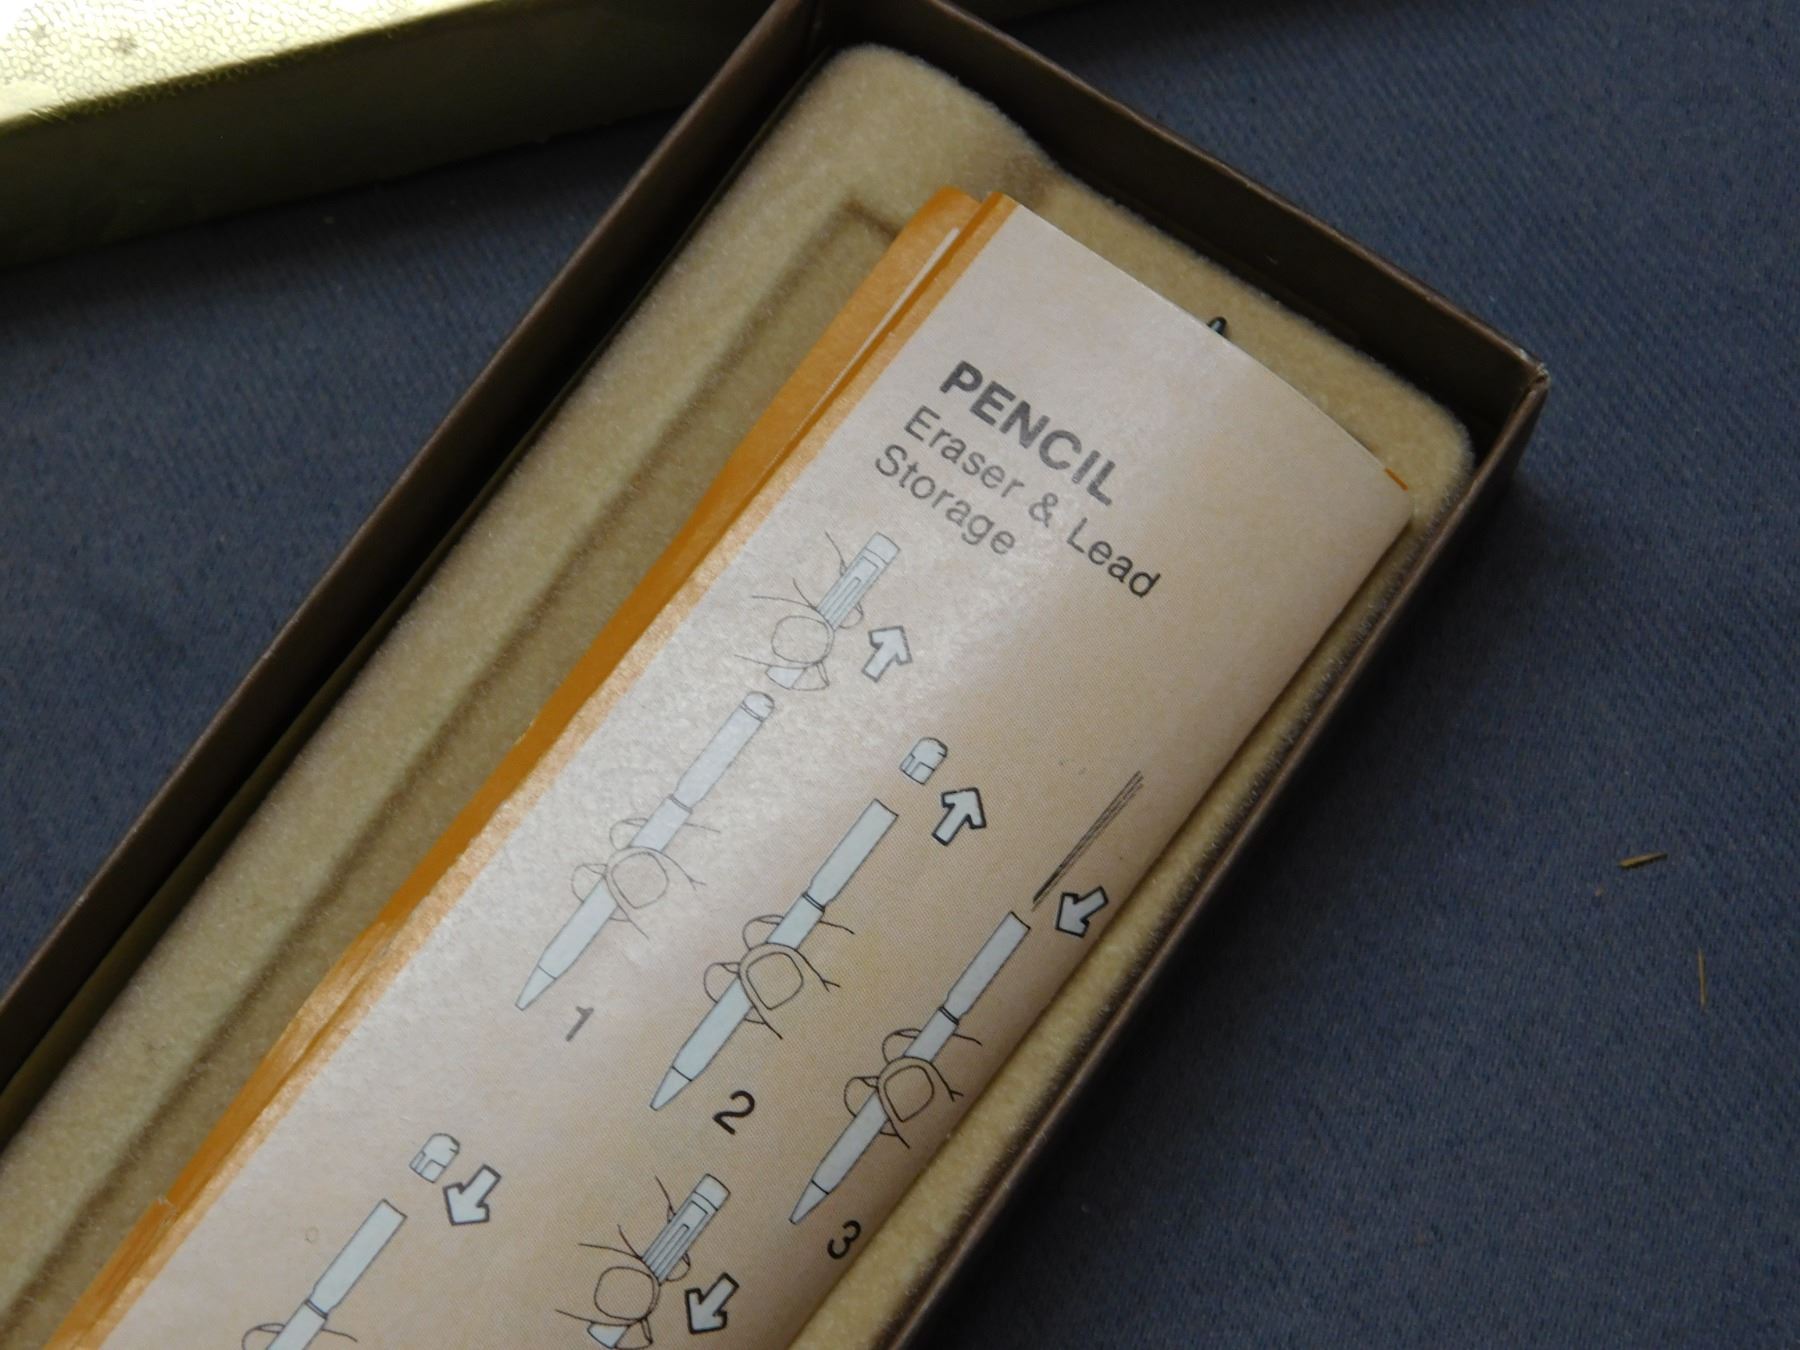 PENCIL
Eraser & Lead
Storage
1
2
3